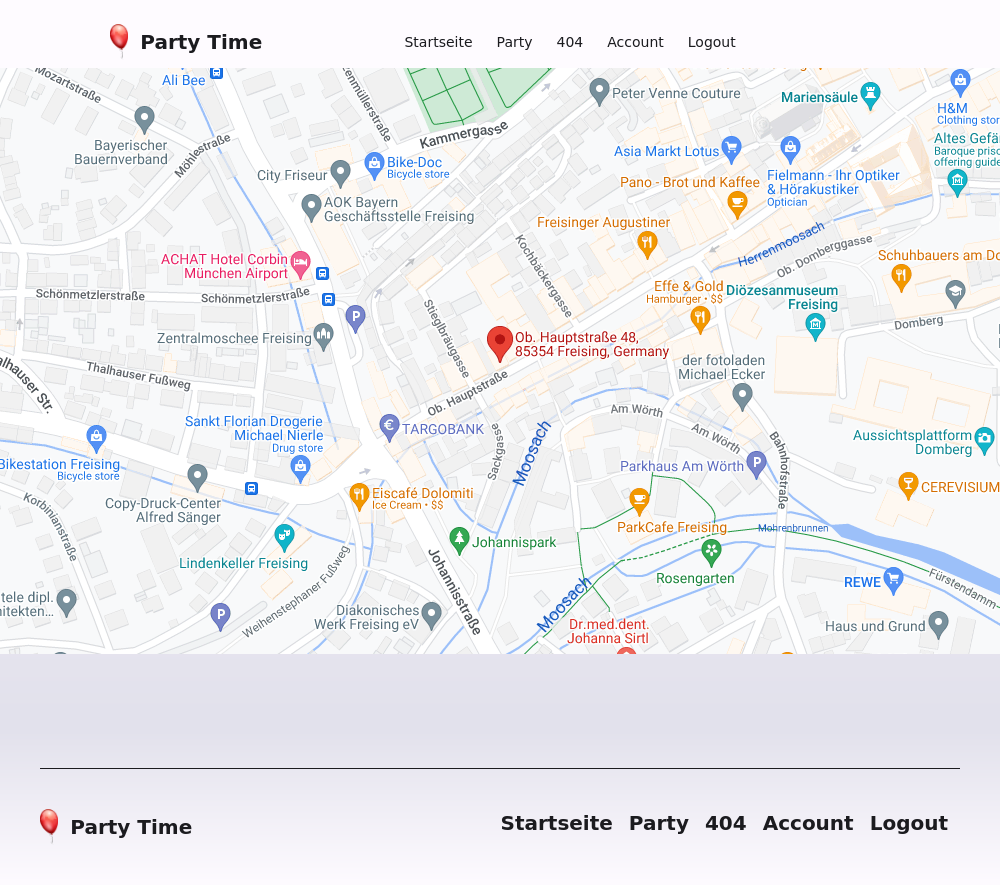 Party Time
Startseite
Party
404
Account
Logout
Mozartstraße
Ali Bee
Kammergasse
Peter Venne Couture
Mariensäule
H&M
Clothing stor
Bayerischer
Bauernverband
Möhlestraße
City Friseur
Bike-Doc
Bicycle store
Asia Markt Lotus
Altes Gefä
Baroque priso
offering guide
Fielmann - Ihr Optiker
& Hörakustiker
Optician
Pano - Brot und Kaffee
AOK Bayern
Geschäftsstelle Freising
Freisinger Augustiner
Herrenmoosach
Ob. Domberggasse
Kochbäckergasse
ACHAT Hotel Corbin
München Airport
Schuhbauers am Do
Schönmetzlerstraße
Schönmetzlerstraße
Effe & Gold
Hamburger • $$
Diözesanmuseum
Freising
P
Stieglbräugasse
Domberg
Zentralmoschee Freising
Ob. Hauptstraße 48,
85354 Freising, Germany
der fotoladen
Michael Ecker
Thalhauser Fußweg
alhauser Str.
Ob. Hauptstraße
Am Wörth
Am Wörth
Bahnhofstraße
Sankt Florian Drogerie
Michael Nierle
Drug store
€
TARGOBANK
Sackgasse
Moosach
Aussichtsplattform
Domberg
Bikestation Freising
Bicycle store
Parkhaus Am Wörth
P
Copy-Druck-Center
Alfred Sänger
Eiscafé Dolomiti
Ice Cream • $$
CEREVISIUM
Korbinianstraße
ParkCafe Freising
Mohrenbrunnen
Johannispark
Lindenkeller Freising
Rosengarten
REWE
Fürstendamm
Weihenstephaner Fußweg
Johannisstraße
Moosach
tele dipl.
hitekten...
P
Diakonisches
Werk Freising eV
Dr.med.dent.
Johanna Sirtl
Haus und Grund
Party Time
Startseite
Party
404
Account
Logout